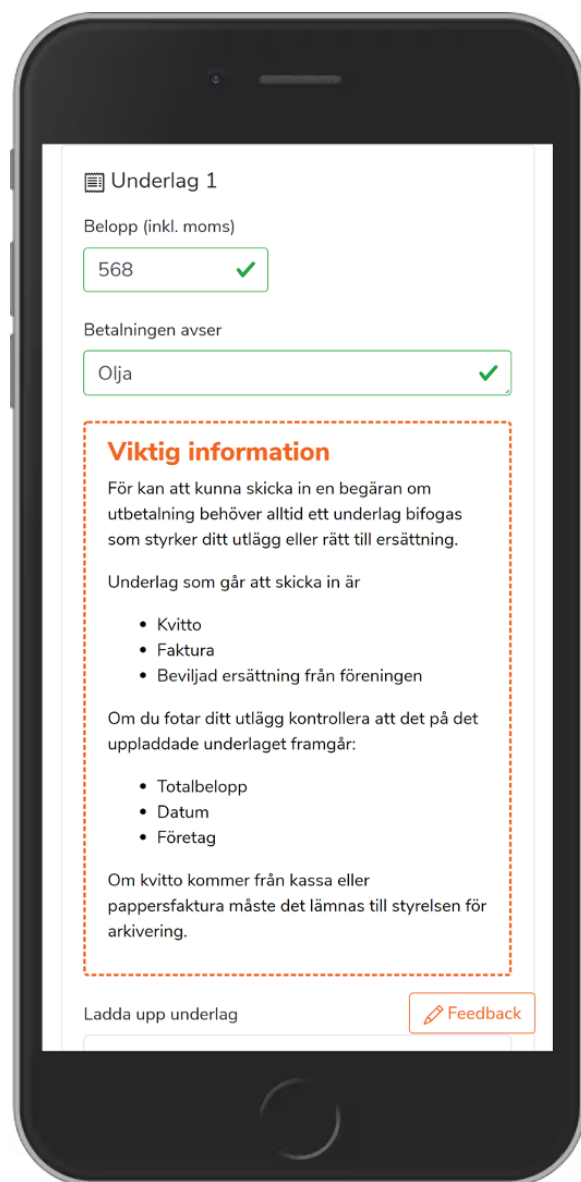 Underlag 1
Belopp (inkl. moms)
568
Betalningen avser
Olja
Viktig information
För kan att kunna skicka in en begäran om
utbetalning behöver alltid ett underlag bifogas
som styrker ditt utlägg eller rätt till ersättning.
Underlag som går att skicka in är
• Kvitto
• Faktura
• Beviljad ersättning från föreningen
Om du fotar ditt utlägg kontrollera att det på det
uppladdade underlaget framgår:
• Totalbelopp
• Datum
• Företag
Om kvitto kommer från kassa eller
pappersfaktura måste det lämnas till styrelsen för
arkivering.
Ladda upp underlag
Feedback